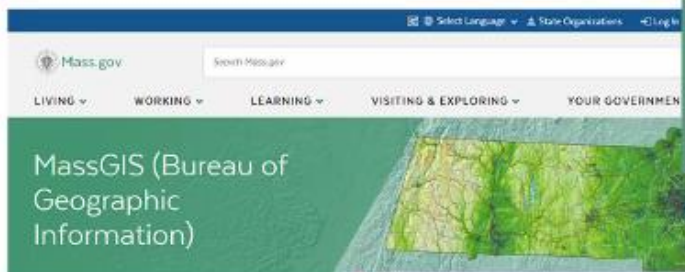 Select Language State Organizations Log In
Mass.gov Search Mass.gov
LIVING WORKING LEARNING VISITING & EXPLORING YOUR GOVERNMEN
MassGIS (Bureau of
Geographic
Information)